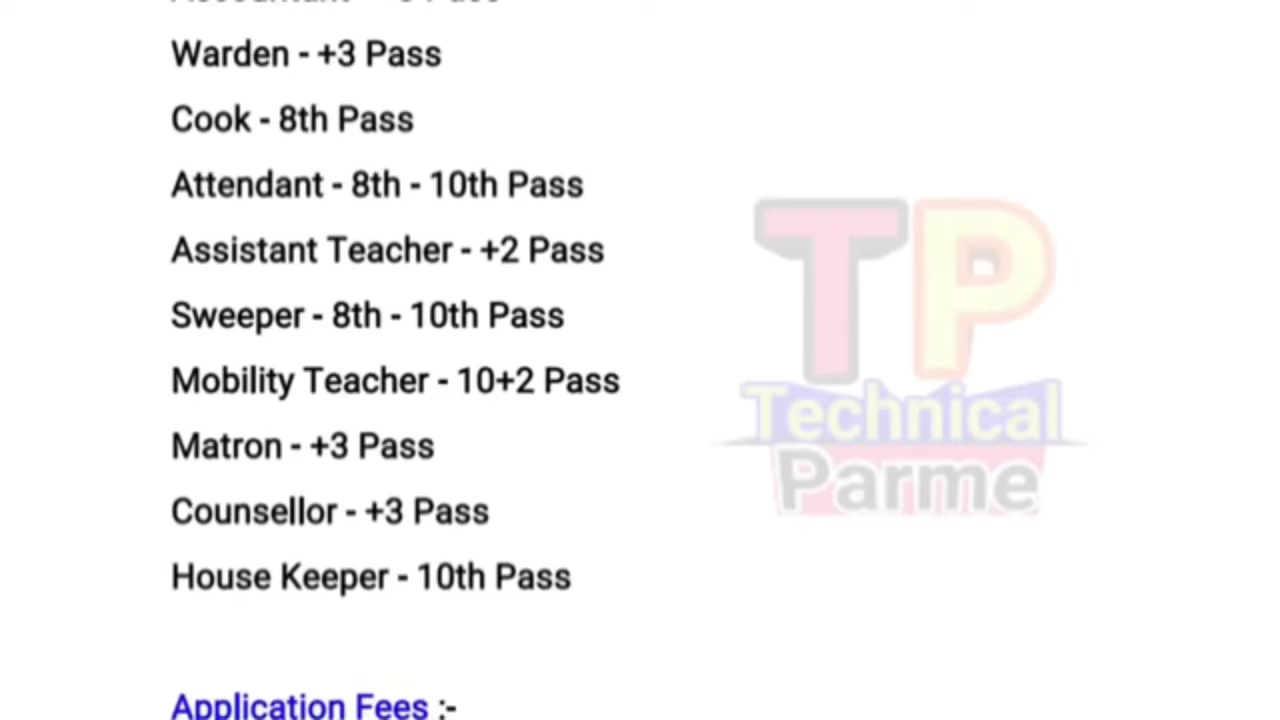 Warden - +3 Pass
Cook - 8th Pass
Attendant - 8th - 10th Pass
Assistant Teacher - +2 Pass
Sweeper - 8th - 10th Pass
Mobility Teacher - 10+2 Pass
Matron - +3 Pass
Counsellor - +3 Pass
House Keeper - 10th Pass
Application Fees :-
TP
Technical
Parme